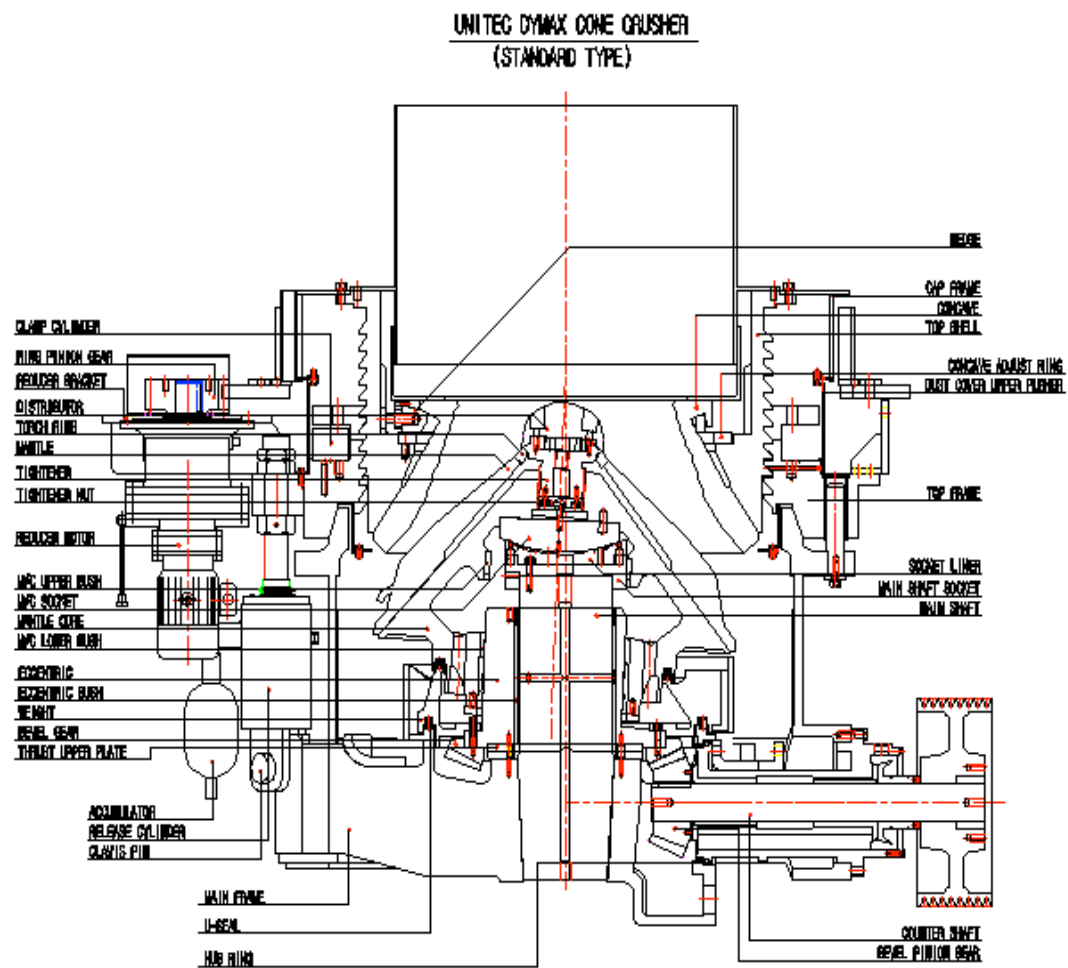 UNITEC DYMAX CONE CRUSHER
(STANDARD TYPE)
WEDGE
CAP FRAME
CONCAVE
TOP SHELL
CONCAVE ADJUST RING
DUST COVER UPPER PUSHER
TOP FRAME
SOCKET LINER
MAIN SHAFT SOCKET
MAIN SHAFT
CLAMP CYLINDER
RING PINION GEAR
REDUCER BRACKET
DISTRIBUTOR
TORCH RING
MANTLE
TIGHTENER
TIGHTENER NUT
REDUCER MOTOR
M/C UPPER BUSH
M/C SOCKET
MANTLE CORE
M/C LOWER BUSH
ECCENTRIC
ECCENTRIC BUSH
WEIGHT
BEVEL GEAR
THRUST UPPER PLATE
ACCUMULATOR
RELEASE CYLINDER
CLAVIS PIN
MAIN FRAME
U-SEAL
HUB RING
COUNTER SHAFT
BEVEL PINION GEAR